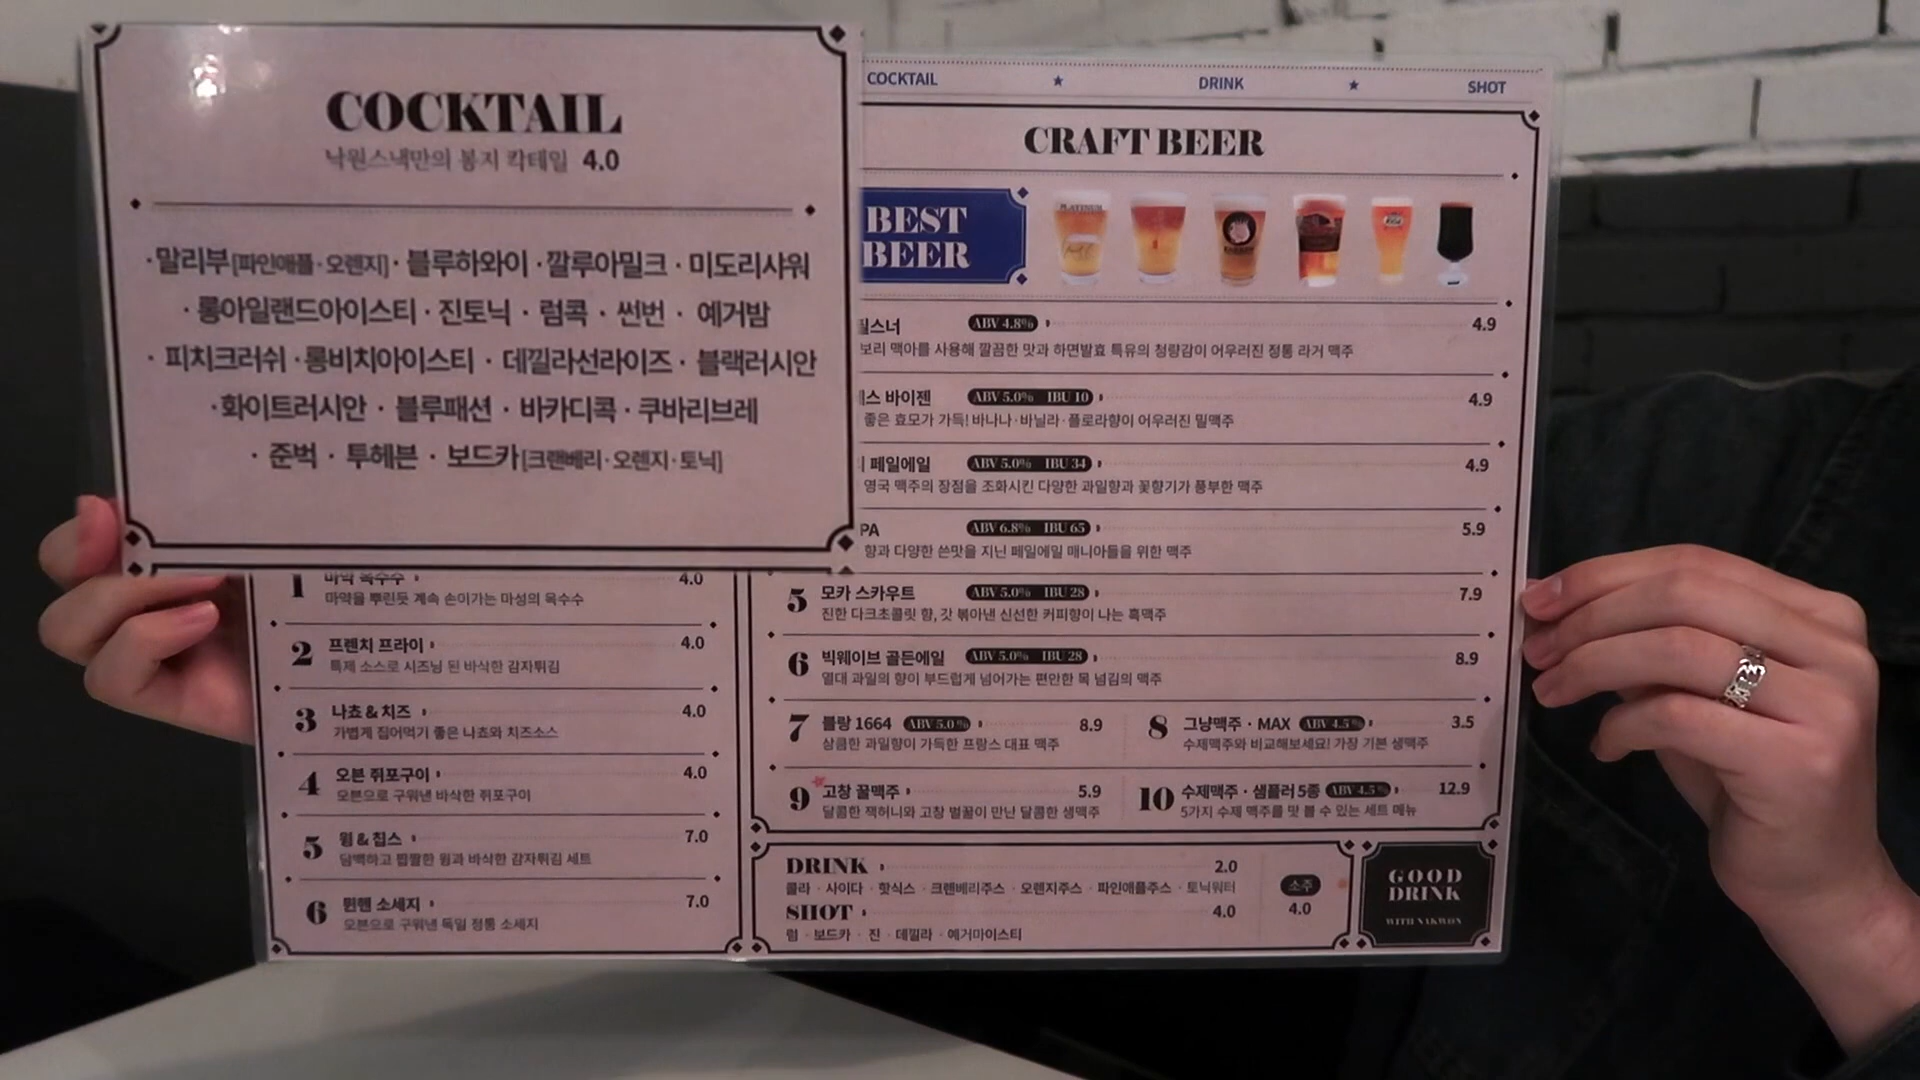 COCKTAIL
낙원스낵만의 봉지 칵테일 4.0
·말리부[파인애플·오렌지]·블루하와이·깔루아밀크·미도리사워
·롱아일랜드아이스티·진토닉·럼콕·썬번·예거밤
·피치크러쉬·롱비치아이스티·데낄라선라이즈·블랙러시안
·화이트러시안·블루패션·바카디콕·쿠바리브레
·준벅·투헤븐·보드카[크랜베리·오렌지·토닉]
1 마약 옥수수 4.0
마약을 뿌린듯 계속 손이가는 마성의 옥수수
2 프렌치 프라이 4.0
특제 소스로 시즈닝 된 바삭한 감자튀김
3 나쵸 & 치즈 4.0
가볍게 집어먹기 좋은 나쵸와 치즈소스
4 오븐 쥐포구이 4.0
오븐으로 구워낸 바삭한 쥐포구이
5 윙 & 칩스 7.0
담백하고 짭짤한 윙과 바삭한 감자튀김 세트
6 뮌헨 소세지 7.0
오븐으로 구워낸 독일 정통 소세지
COCKTAIL ★ DRINK ★ SHOT
CRAFT BEER
BEST
BEER
필스너 ABV 4.8% 4.9
보리 맥아를 사용해 깔끔한 맛과 하면발효 특유의 청량감이 어우러진 정통 라거 맥주
스 바이젠 ABV 5.0% IBU 10 4.9
좋은 효모가 가득! 바나나·바닐라·플로라향이 어우러진 밀맥주
페일에일 ABV 5.0% IBU 34 4.9
영국 맥주의 장점을 조화시킨 다양한 과일향과 꽃향기가 풍부한 맥주
PA ABV 6.8% IBU 65 5.9
향과 다양한 쓴맛을 지닌 페일에일 매니아들을 위한 맥주
5 모카 스카우트 ABV 5.0% IBU 28 7.9
진한 다크초콜릿 향, 갓 볶아낸 신선한 커피향이 나는 흑맥주
6 빅웨이브 골든에일 ABV 5.0% IBU 28 8.9
열대 과일의 향이 부드럽게 넘어가는 편안한 목 넘김의 맥주
7 블랑 1664 ABV 5.0% 8.9
상큼한 과일향이 가득한 프랑스 대표 맥주
8 그냥맥주·MAX ABV 4.5% 3.5
수제맥주와 비교해보세요! 가장 기본 생맥주
9 고창 꿀맥주 5.9
달콤한 잭허니와 고창 벌꿀이 만난 달콤한 생맥주
10 수제맥주·샘플러 5종 ABV 4.5% 12.9
5가지 수제 맥주를 맛 볼 수 있는 세트 메뉴
DRINK 2.0
콜라·사이다·핫식스·크렌베리주스·오렌지주스·파인애플주스·토닉워터
SHOT 4.0
럼·보드카·진·데낄라·예거마이스터
소주
4.0
GOOD
DRINK
WITH NAKWON